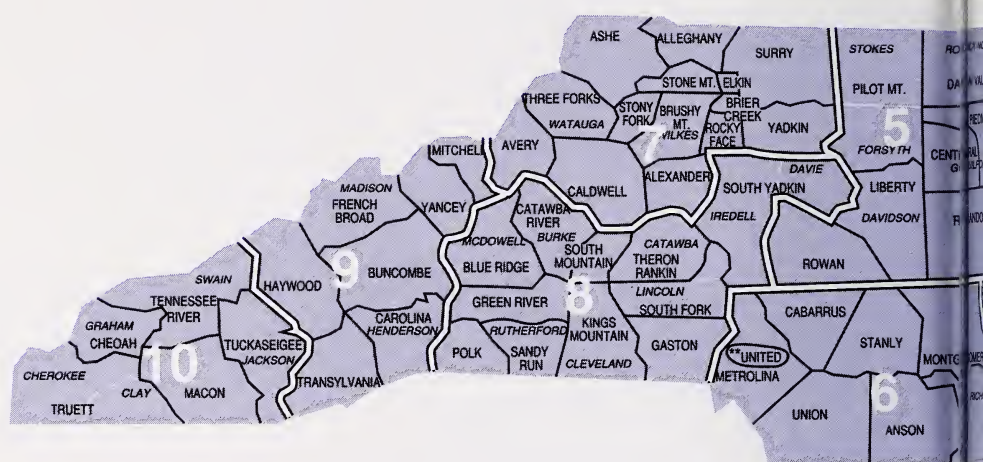 ASHE
ALLEGHANY
SURRY
STOKES
STONE MT.
ELKIN
PILOT MT.
THREE FORKS
STONY
FORK
BRUSHY
MT.
BRIER
CREEK
WATAUGA
7
WILKES
ROCKY
FACE
YADKIN
5
MITCHELL
AVERY
FORSYTH
DAVIE
ALEXANDER
MADISON
FRENCH
BROAD
YANCEY
CALDWELL
SOUTH YADKIN
LIBERTY
CATAWBA
RIVER
IREDELL
DAVIDSON
MCDOWELL
BURKE
CATAWBA
SOUTH
MOUNTAIN
THERON
RANKIN
ROWAN
SWAIN
HAYWOOD
9
BUNCOMBE
BLUE RIDGE
8
LINCOLN
TENNESSEE
RIVER
GREEN RIVER
SOUTH FORK
CABARRUS
CAROLINA
HENDERSON
GRAHAM
CHEOAH
TUCKASEIGEE
JACKSON
RUTHERFORD
KINGS
MOUNTAIN
GASTON
STANLY
10
POLK
SANDY
RUN
CLEVELAND
**UNITED
METROLINA
CHEROKEE
CLAY
MACON
TRANSYLVANIA
6
TRUETT
UNION
ANSON